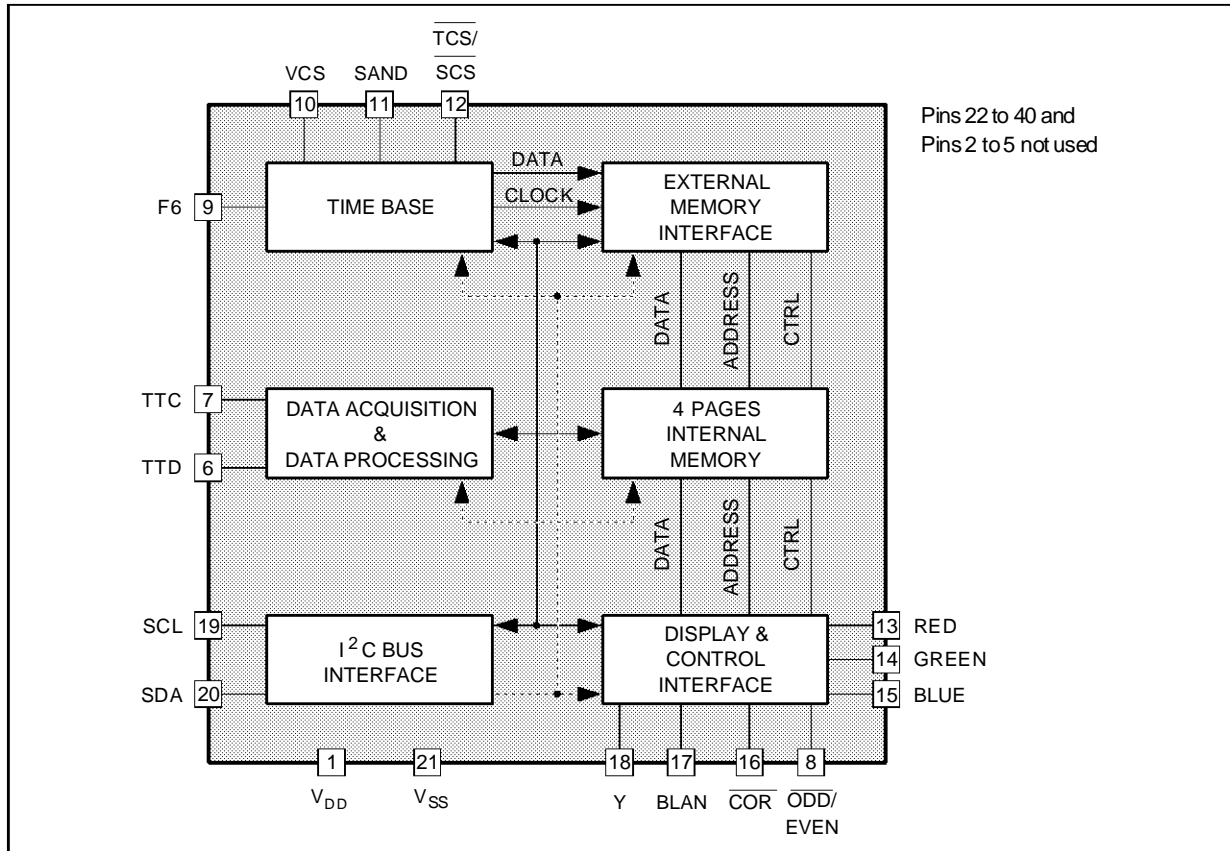 TCS/
SCS
VCS
SAND
10
11
12
Pins 22 to 40 and
Pins 2 to 5 not used
F6
9
TIME BASE
DATA
CLOCK
EXTERNAL
MEMORY
INTERFACE
DATA
ADDRESS
CTRL
TTC
7
TTD
6
DATA ACQUISITION
&
DATA PROCESSING
4 PAGES
INTERNAL
MEMORY
DATA
ADDRESS
CTRL
SCL
19
SDA
20
I2C BUS
INTERFACE
DISPLAY &
CONTROL
INTERFACE
13
RED
14
GREEN
15
BLUE
1
21
18
17
16
8
VDD
VSS
Y
BLAN
COR
ODD/
EVEN